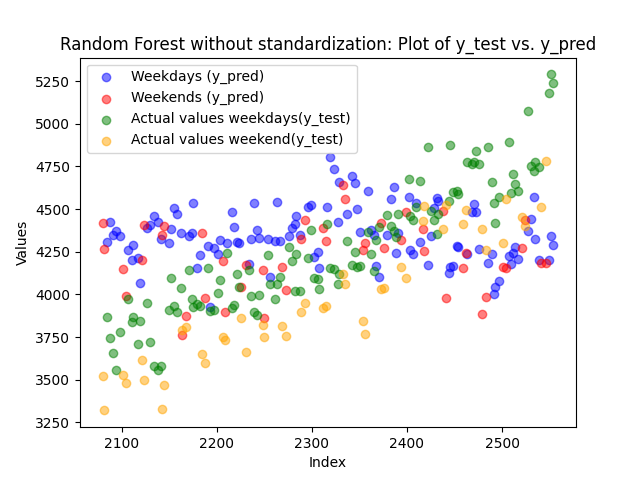 Random Forest without standardization: Plot of y_test vs. y_pred
Weekdays (y_pred)
Weekends (y_pred)
Actual values weekdays(y_test)
Actual values weekend(y_test)
5250
5000
4750
4500
4250
4000
3750
3500
3250
Values
2100 2200 2300 2400 2500
Index